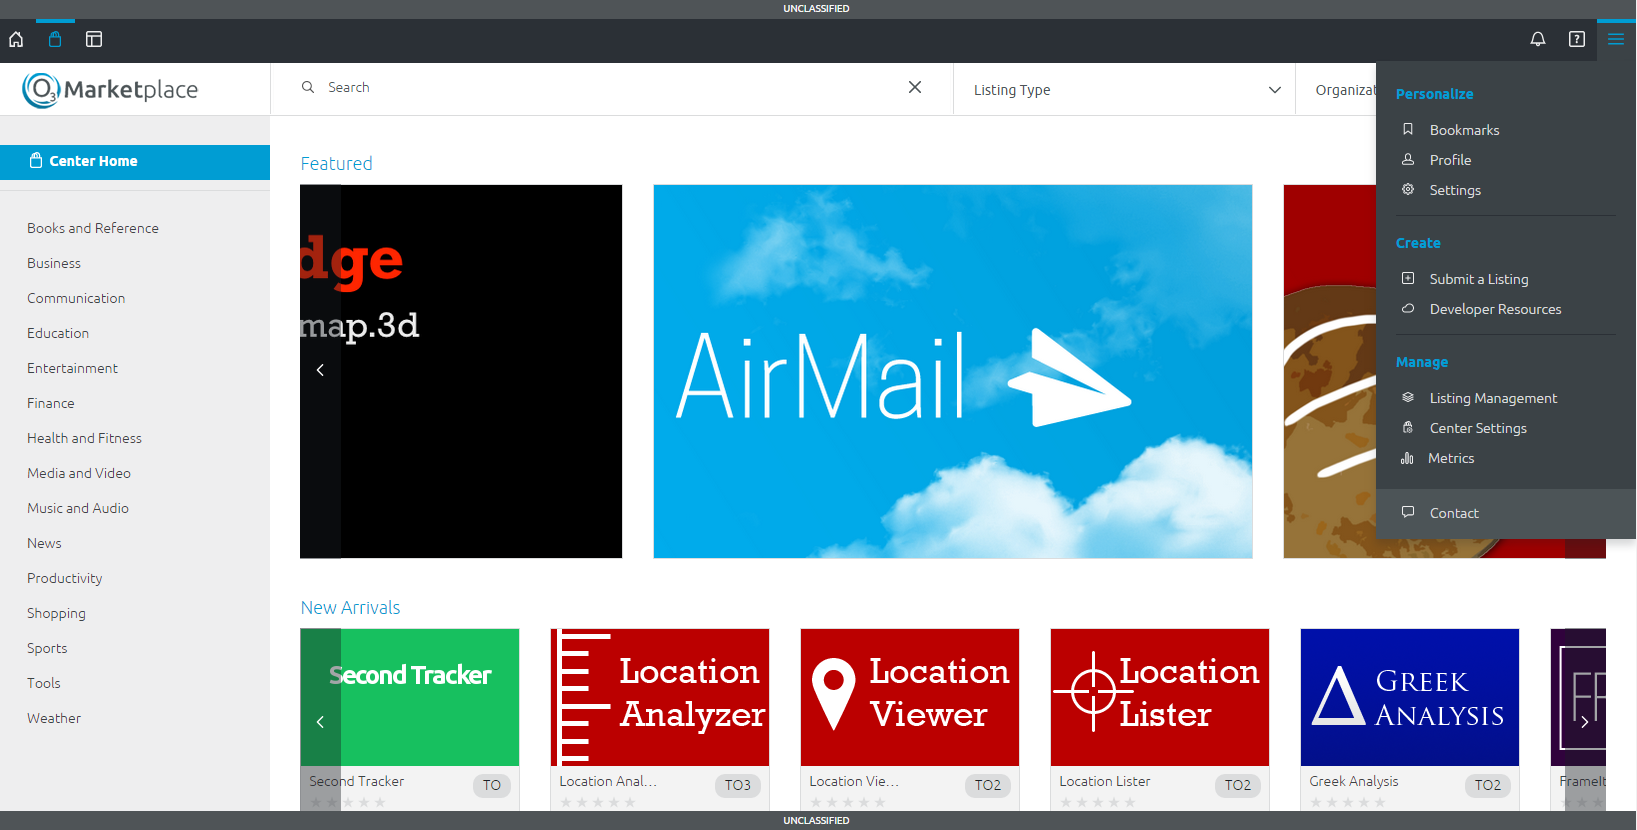 UNCLASSIFIED
O3 Marketplace
Search
Listing Type
Organizat
Personalize
Bookmarks
Profile
Settings
Create
Submit a Listing
Developer Resources
Manage
Listing Management
Center Settings
Metrics
Contact
Center Home
Books and Reference
Business
Communication
Education
Entertainment
Finance
Health and Fitness
Media and Video
Music and Audio
News
Productivity
Shopping
Sports
Tools
Weather
Featured
dge
map.3d
AirMail
New Arrivals
Second Tracker
Location
Analyzer
Location
Viewer
Location
Lister
GREEK
ANALYSIS
FR
Second Tracker TO
Location Anal... TO3
Location Vie... TO2
Location Lister TO2
Greek Analysis TO2
FrameIt
UNCLASSIFIED